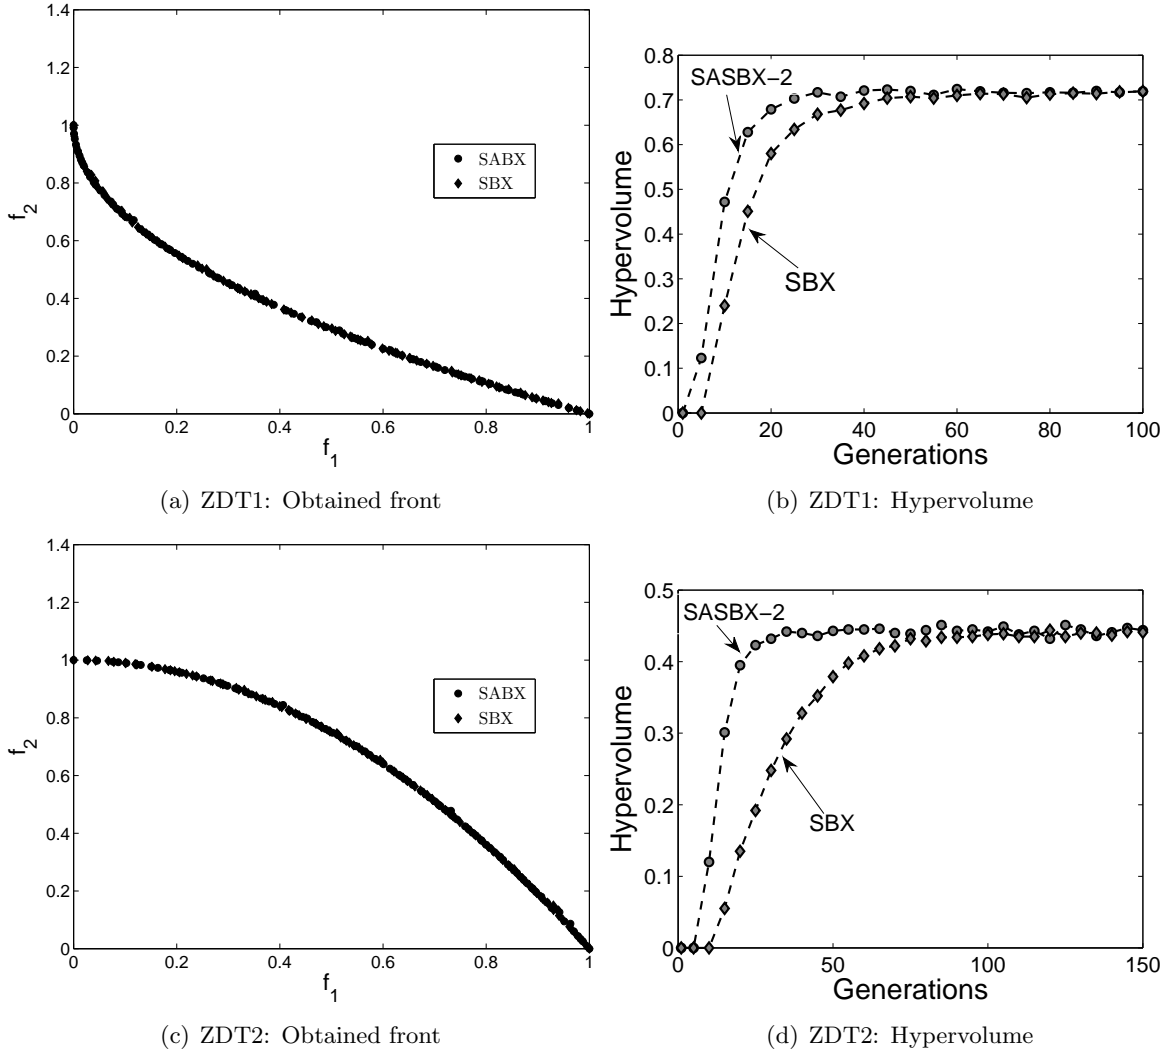 1.4
1.2
1
0.8
0.6
0.4
0.2
0
0
0.2
0.4
0.6
0.8
1
f_2
f_1
SABX
SBX
(a) ZDT1: Obtained front
0.8
0.7
0.6
0.5
0.4
0.3
0.2
0.1
0
0
20
40
60
80
100
Hypervolume
Generations
SASBX-2
SBX
(b) ZDT1: Hypervolume
1.4
1.2
1
0.8
0.6
0.4
0.2
0
0
0.2
0.4
0.6
0.8
1
f_2
f_1
SABX
SBX
(c) ZDT2: Obtained front
0.5
0.4
0.3
0.2
0.1
0
0
50
100
150
Hypervolume
Generations
SASBX-2
SBX
(d) ZDT2: Hypervolume